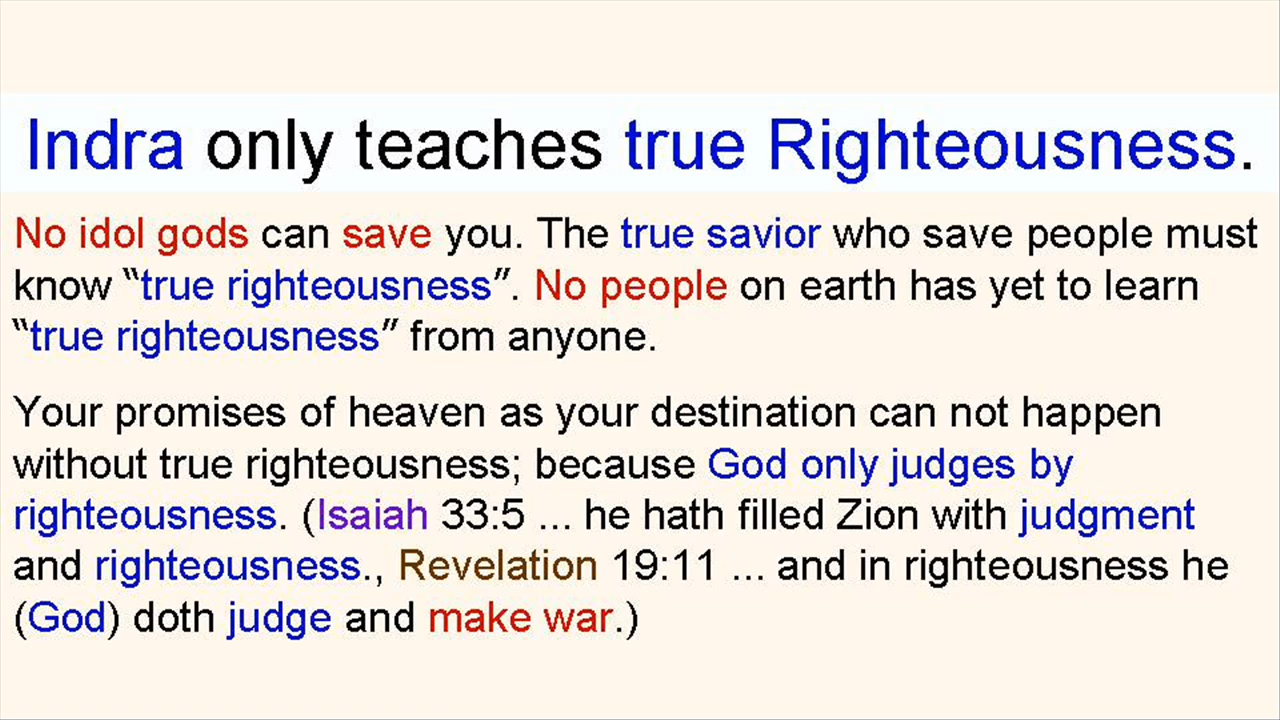 Indra only teaches true Righteousness.
No idol gods can save you. The true savior who save people must
know “true righteousness”. No people on earth has yet to learn
“true righteousness” from anyone.
Your promises of heaven as your destination can not happen
without true righteousness; because God only judges by
righteousness. (Isaiah 33:5 ... he hath filled Zion with judgment
and righteousness., Revelation 19:11 ... and in righteousness he
(God) doth judge and make war.)